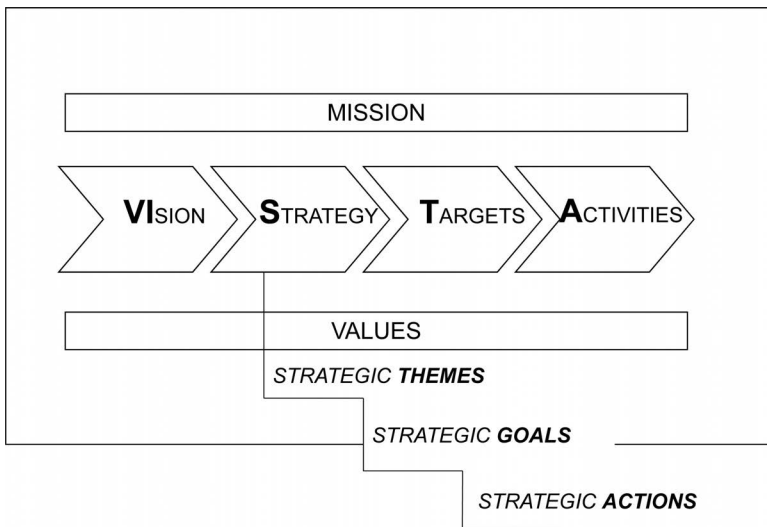 MISSION
VISION STRATEGY TARGETS ACTIVITIES
VALUES
STRATEGIC THEMES
STRATEGIC GOALS
STRATEGIC ACTIONS